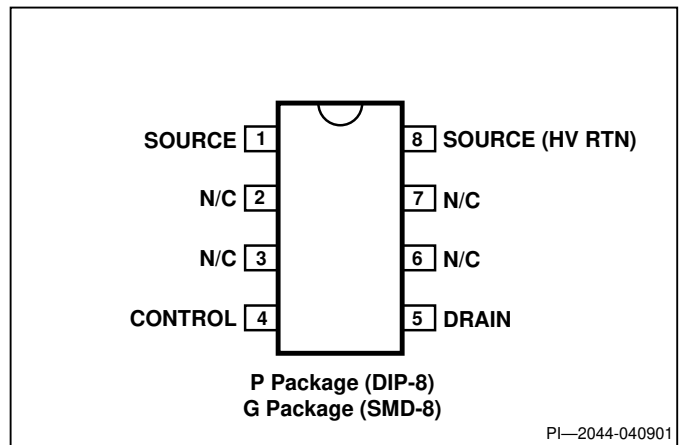 SOURCE 1 8 SOURCE (HV RTN)
N/C 2 7 N/C
N/C 3 6 N/C
CONTROL 4 5 DRAIN
P Package (DIP-8)
G Package (SMD-8)
PI—2044-040901